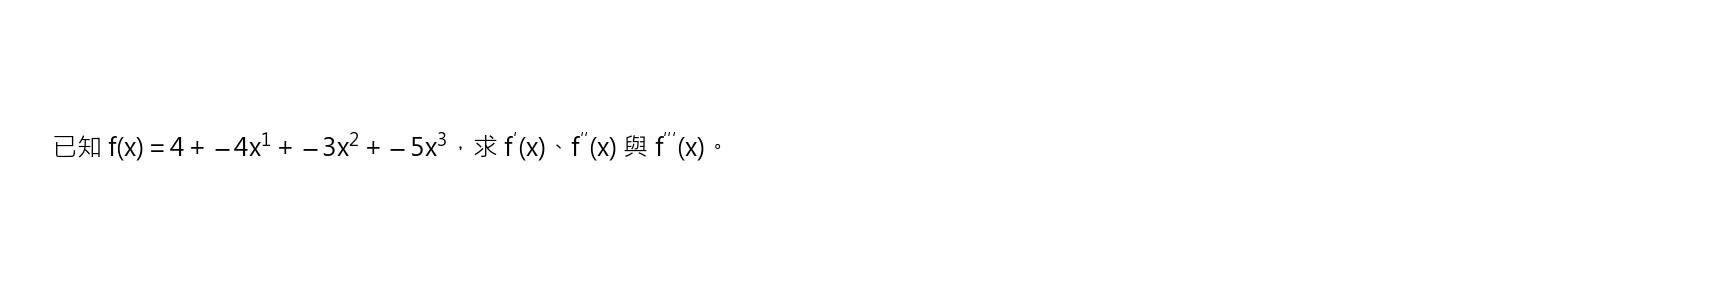 已知 f(x) = 4 + −4x¹ + −3x² + −5x³，求 f′(x)、f′′(x) 與 f′′′(x)。